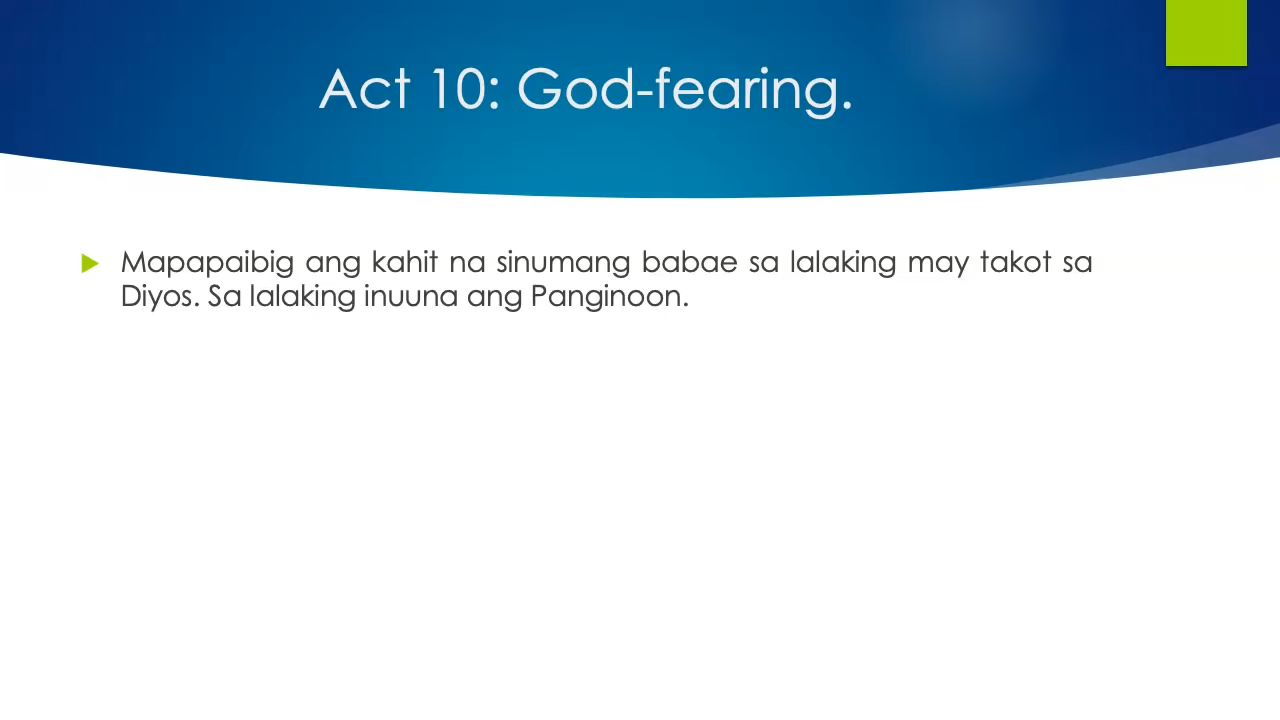 Act 10: God-fearing.
Mapapaibig ang kahit na sinumang babae sa lalaking may takot sa
Diyos. Sa lalaking inuuna ang Panginoon.